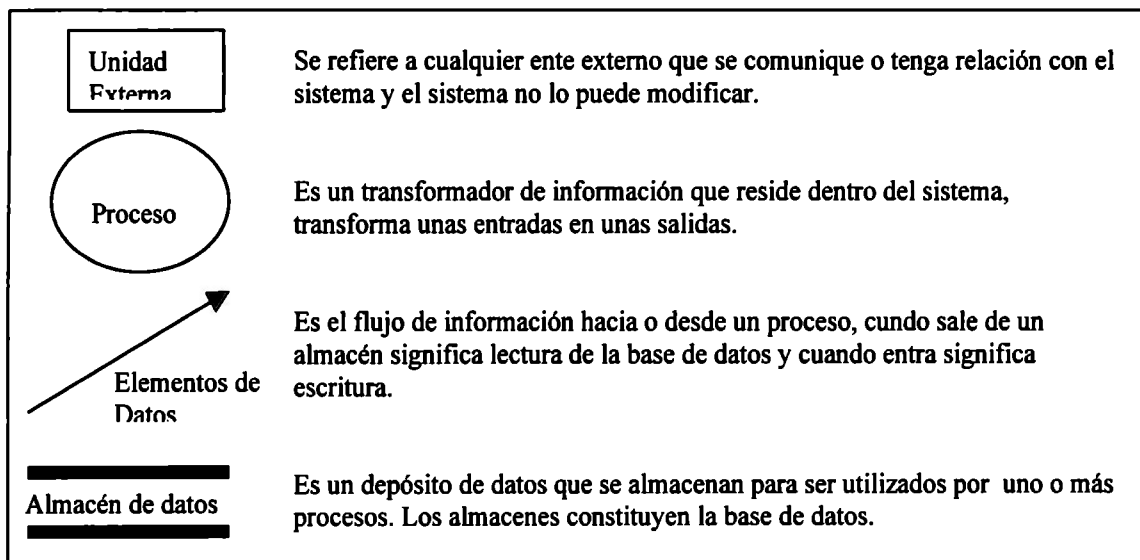 Unidad
Externa
Se refiere a cualquier ente externo que se comunique o tenga relación con el
sistema y el sistema no lo puede modificar.
Proceso
Es un transformador de información que reside dentro del sistema,
transforma unas entradas en unas salidas.
Elementos de
Datos
Es el flujo de información hacia o desde un proceso, cundo sale de un
almacén significa lectura de la base de datos y cuando entra significa
escritura.
Almacén de datos
Es un depósito de datos que se almacenan para ser utilizados por uno o más
procesos. Los almacenes constituyen la base de datos.